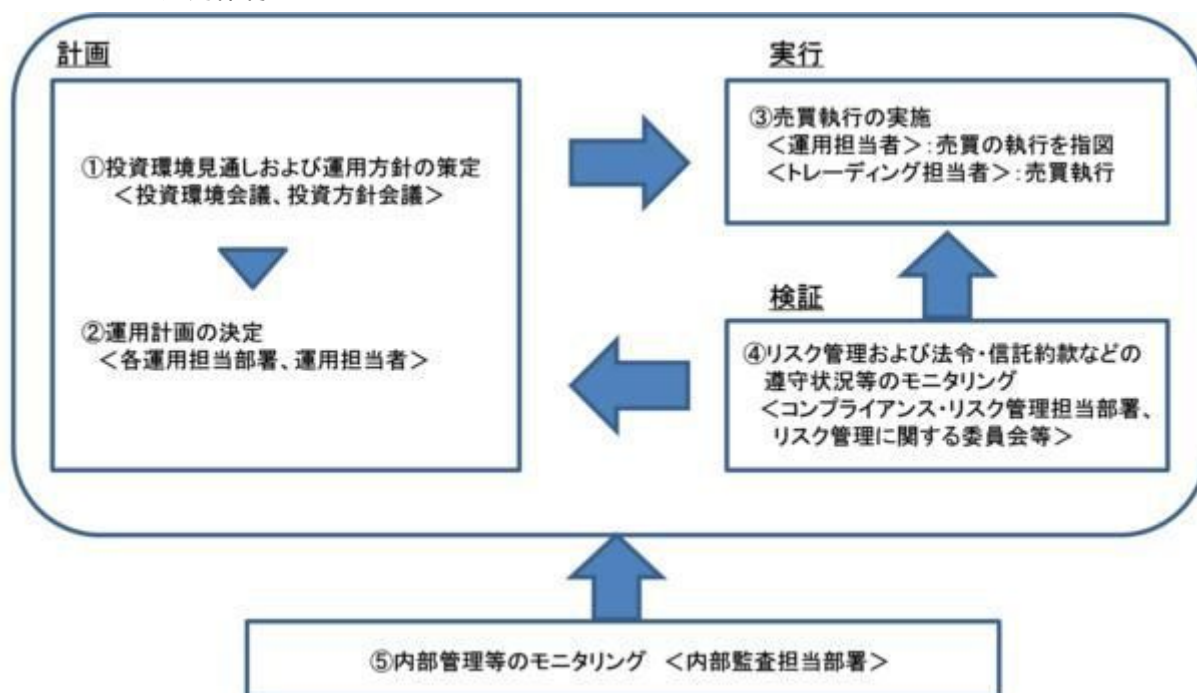 計画
①投資環境見通しおよび運用方針の策定
＜投資環境会議、投資方針会議＞
②運用計画の決定
＜各運用担当部署、運用担当者＞
実行
③売買執行の実施
＜運用担当者＞：売買の執行を指図
＜トレーディング担当者＞：売買執行
検証
④リスク管理および法令・信託約款などの
遵守状況等のモニタリング
＜コンプライアンス・リスク管理担当部署、
リスク管理に関する委員会等＞
⑤内部管理等のモニタリング　＜内部監査担当部署＞